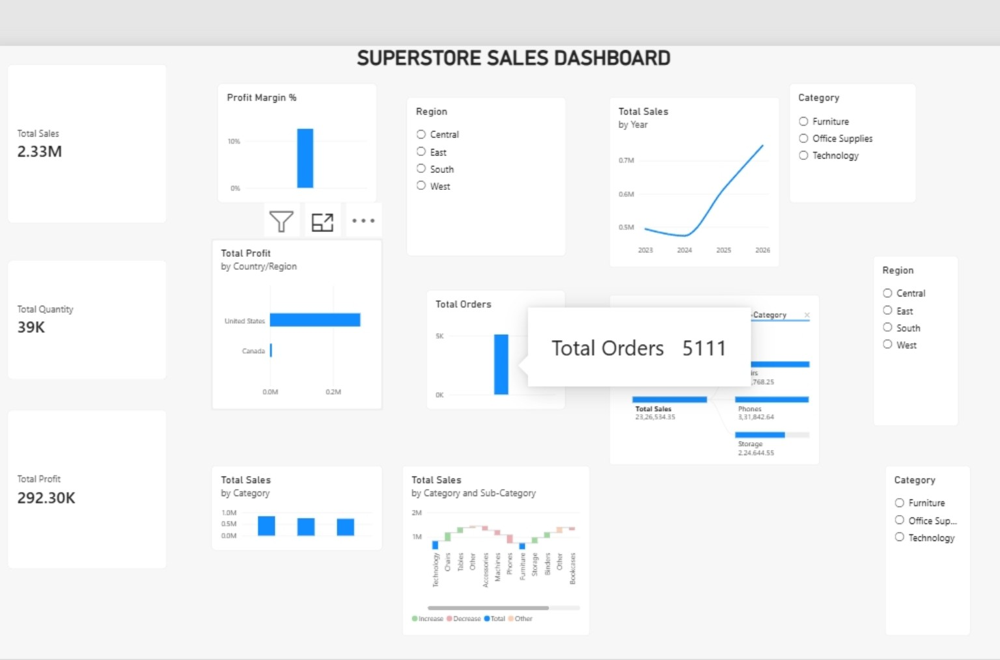 SUPERSTORE SALES DASHBOARD
Total Sales
2.33M
Total Quantity
39K
Total Profit
292.30K
Profit Margin %
10%
0%
Total Profit
by Country/Region
United States
Canada
0.0M
0.2M
Total Sales
by Category
1.0M
0.5M
0.0M
Region
Central
East
South
West
Total Orders
5K
0K
Total Orders 5111
Total Sales
by Category and Sub-Category
2M
1M
Technology
Chairs
Tables
Other
Accessories
Machines
Phones
Furniture
Storage
Binders
Other
Bookcases
Increase
Decrease
Total
Other
Total Sales
by Year
0.7M
0.6M
0.5M
2023
2024
2025
2026
-Category
,768.25
Total Sales
23,26,534.35
Phones
3,31,842.64
Storage
2,24,644.55
Category
Furniture
Office Supplies
Technology
Region
Central
East
South
West
Category
Furniture
Office Sup...
Technology